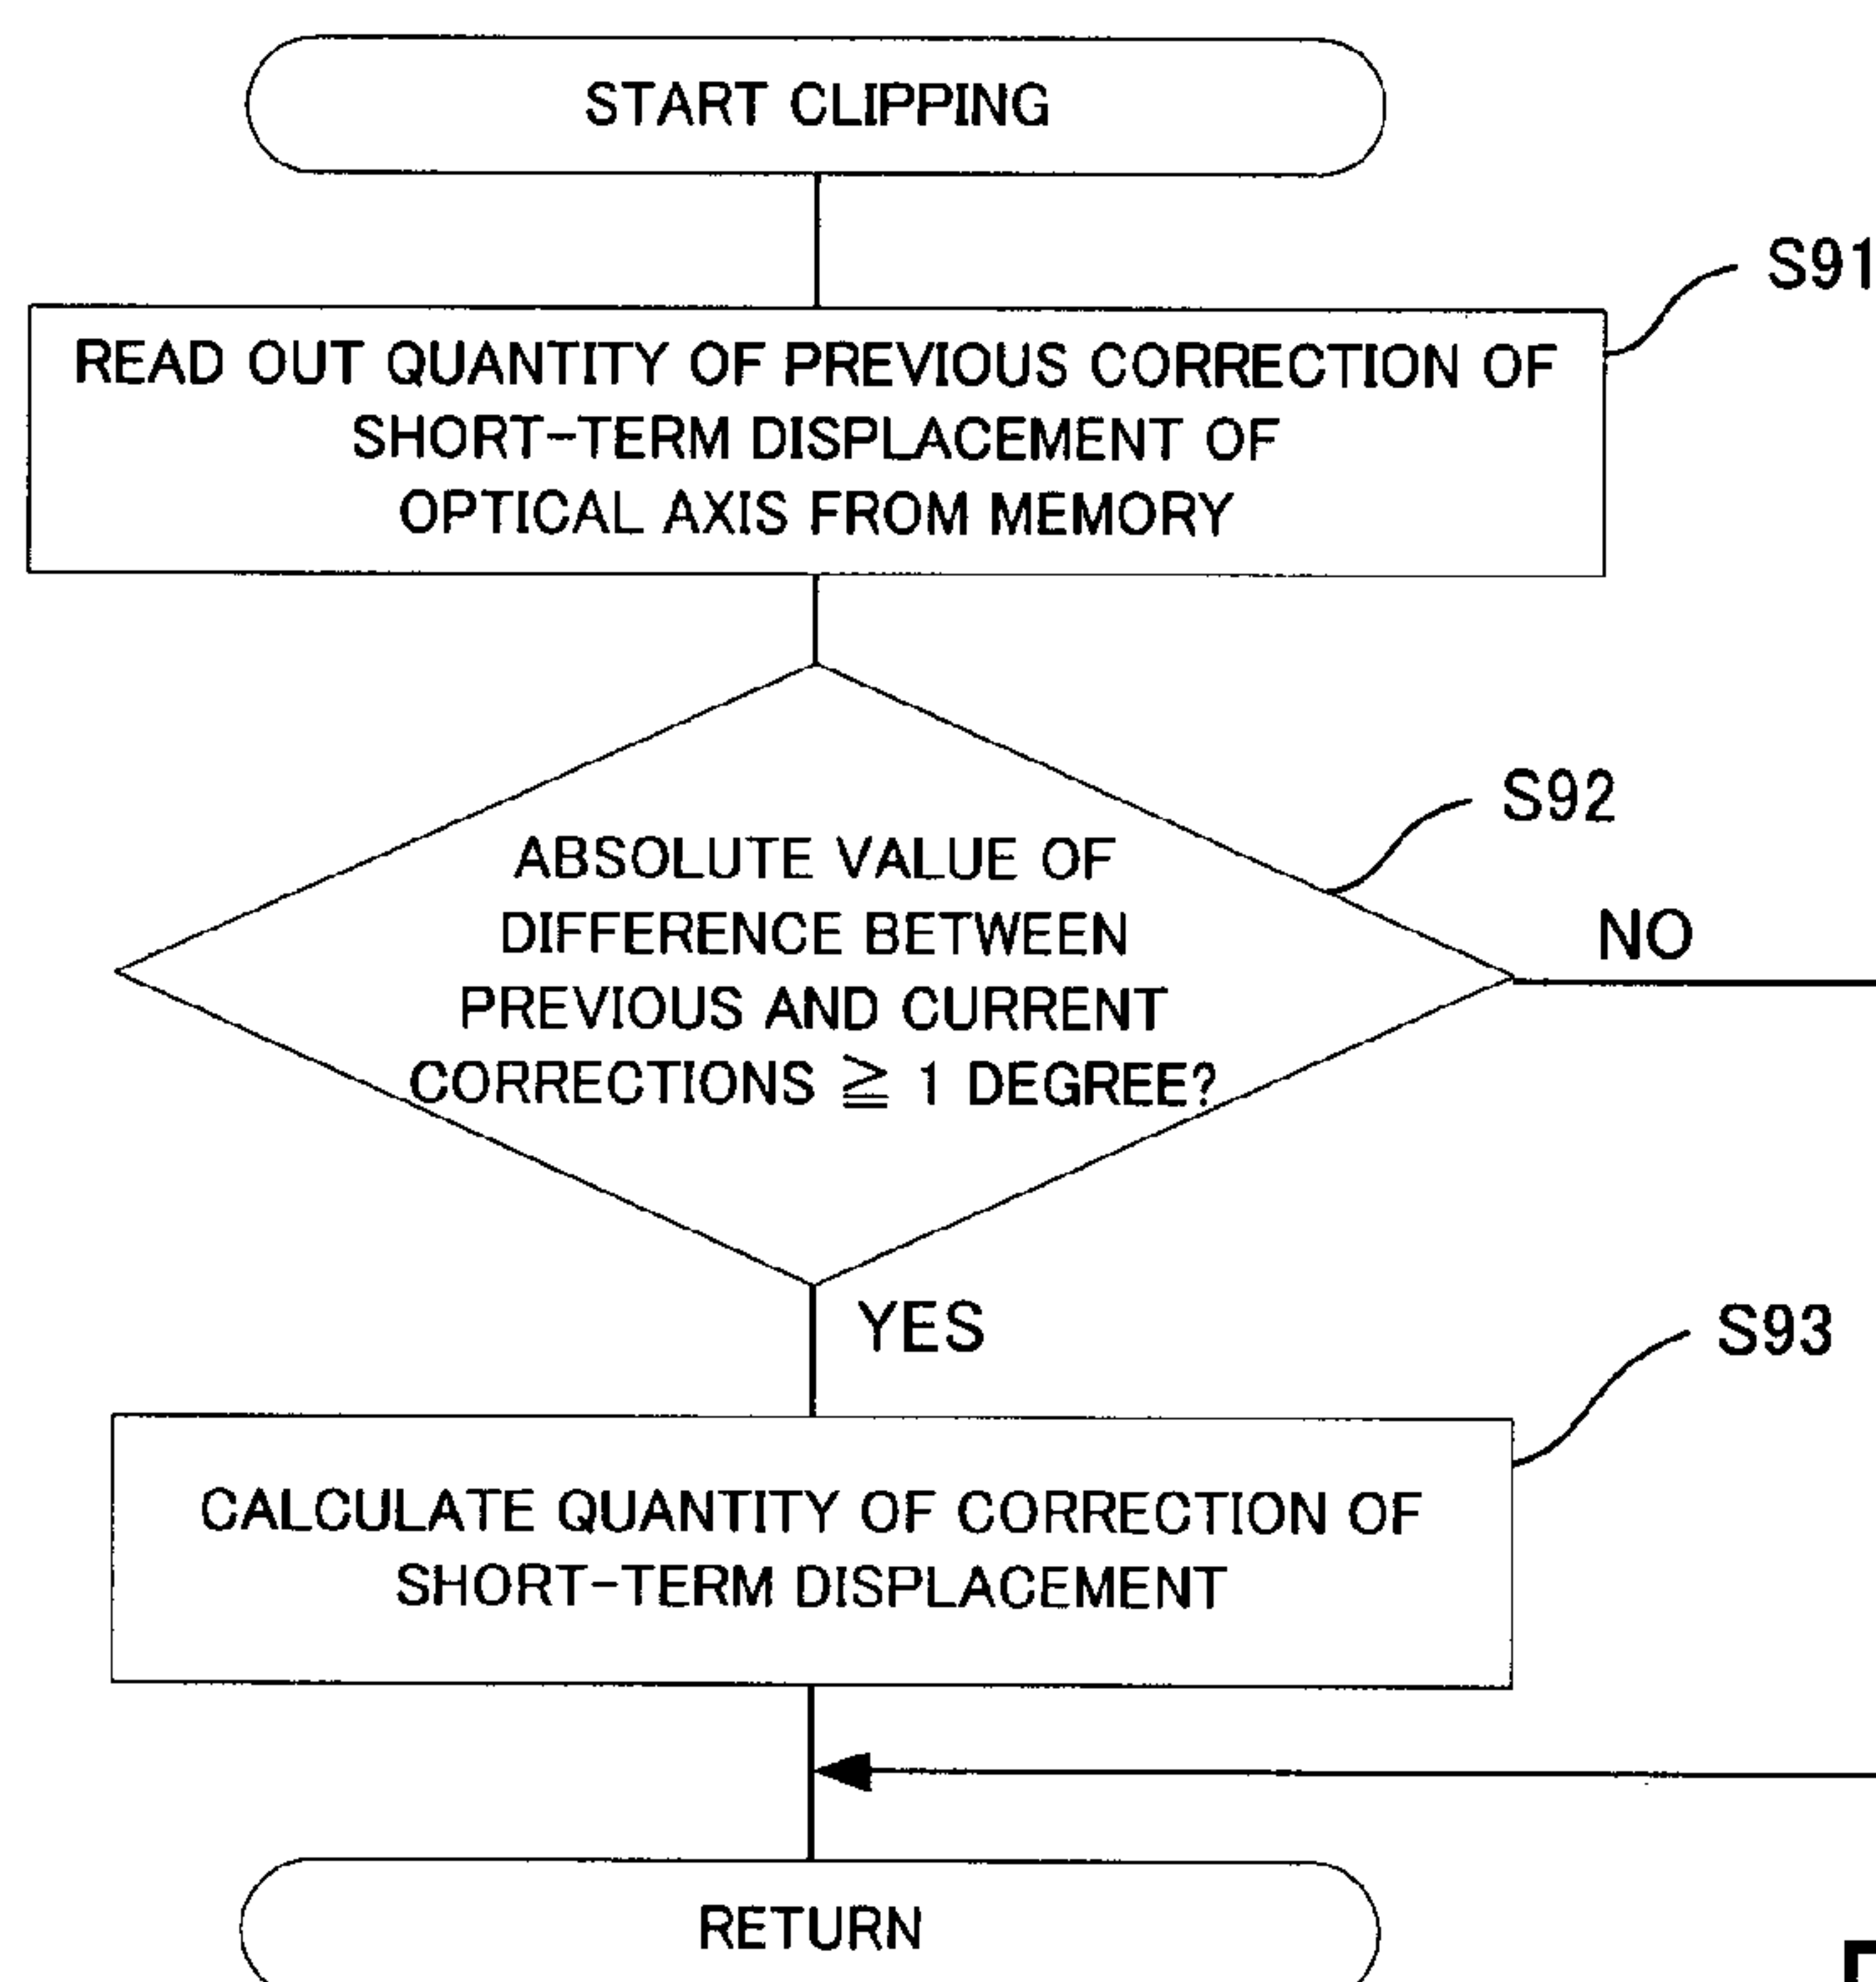 START CLIPPING
S91
READ OUT QUANTITY OF PREVIOUS CORRECTION OF
SHORT-TERM DISPLACEMENT OF
OPTICAL AXIS FROM MEMORY
S92
ABSOLUTE VALUE OF
DIFFERENCE BETWEEN
PREVIOUS AND CURRENT
CORRECTIONS ≧ 1 DEGREE?
NO
YES
S93
CALCULATE QUANTITY OF CORRECTION OF
SHORT-TERM DISPLACEMENT
RETURN